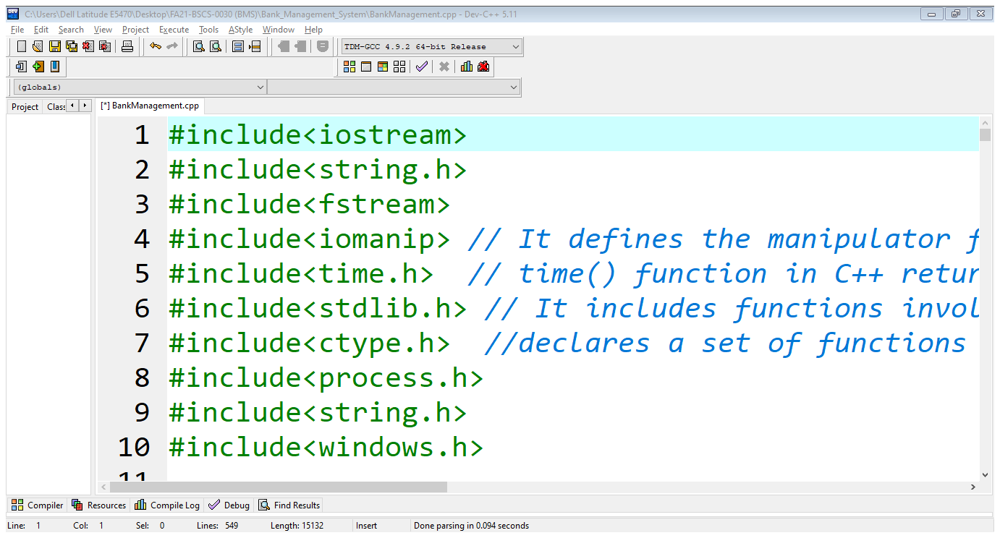 DEV C:\Users\Dell Latitude E5470\Desktop\FA21-BSCS-0030 (BMS)\Bank_Management_System\BankManagement.cpp - Dev-C++ 5.11
File Edit Search View Project Execute Tools AStyle Window Help
TDM-GCC 4.9.2 64-bit Release
(globals)
Project Clas [*] BankManagement.cpp
1 #include<iostream>
2 #include<string.h>
3 #include<fstream>
4 #include<iomanip> // It defines the manipulator f
5 #include<time.h> // time() function in C++ retur
6 #include<stdlib.h> // It includes functions invol
7 #include<ctype.h> //declares a set of functions
8 #include<process.h>
9 #include<string.h>
10 #include<windows.h>
11
Compiler Resources Compile Log Debug Find Results
Line: 1 Col: 1 Sel: 0 Lines: 549 Length: 15132 Insert Done parsing in 0.094 seconds